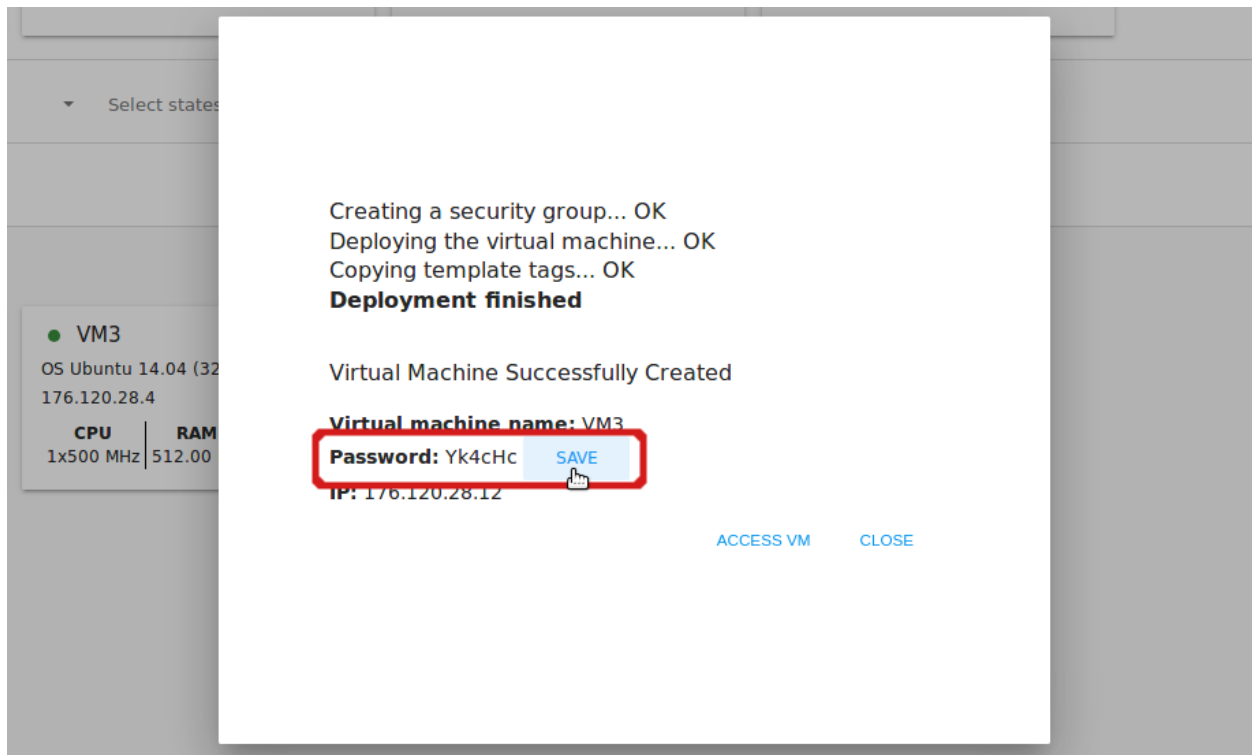 Select states
Creating a security group... OK
Deploying the virtual machine... OK
Copying template tags... OK
Deployment finished
VM3
OS Ubuntu 14.04 (32
176.120.28.4
CPU RAM
1x500 MHz 512.00
Virtual Machine Successfully Created
Virtual machine name: VM3
Password: Yk4cHc SAVE
IP: 176.120.28.12
ACCESS VM CLOSE